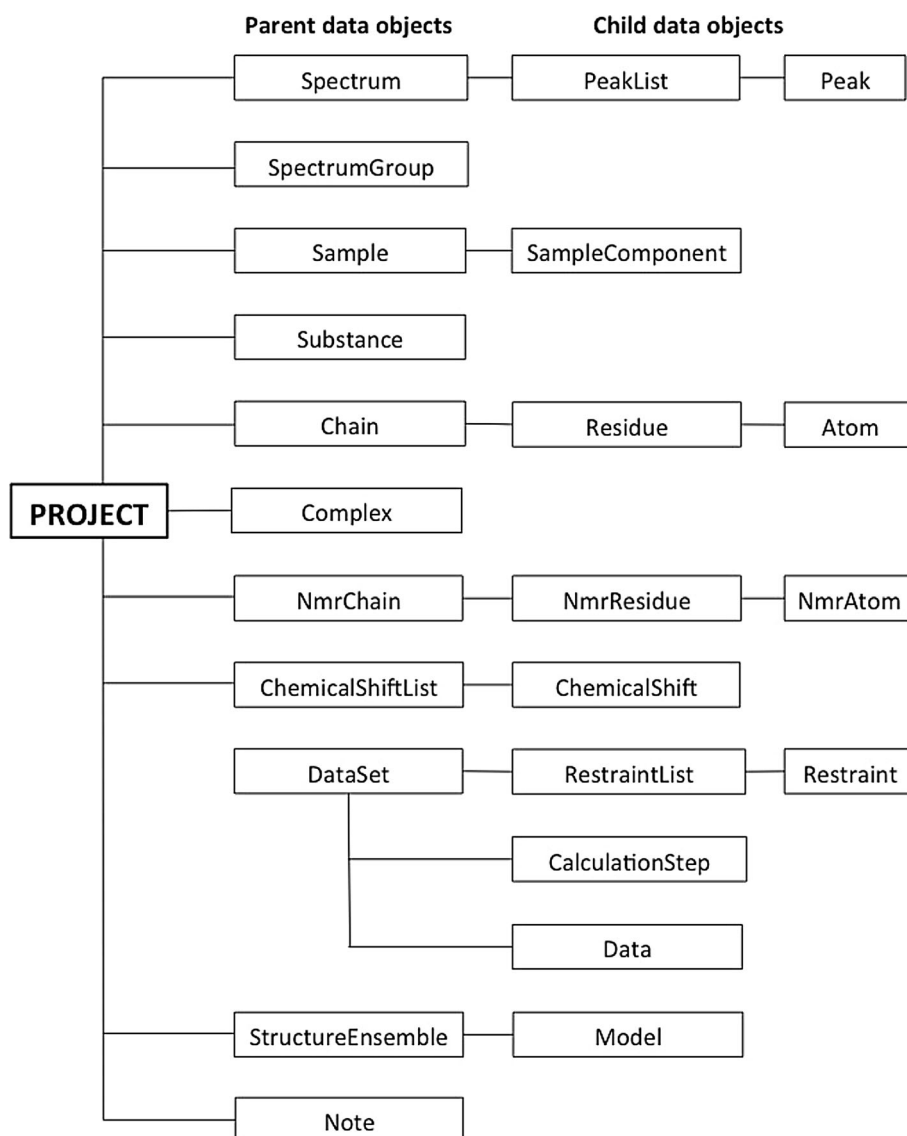 Parent data objects
Child data objects
Spectrum
PeakList
Peak
SpectrumGroup
Sample
SampleComponent
Substance
Chain
Residue
Atom
PROJECT
Complex
NmrChain
NmrResidue
NmrAtom
ChemicalShiftList
ChemicalShift
DataSet
RestraintList
Restraint
CalculationStep
Data
StructureEnsemble
Model
Note